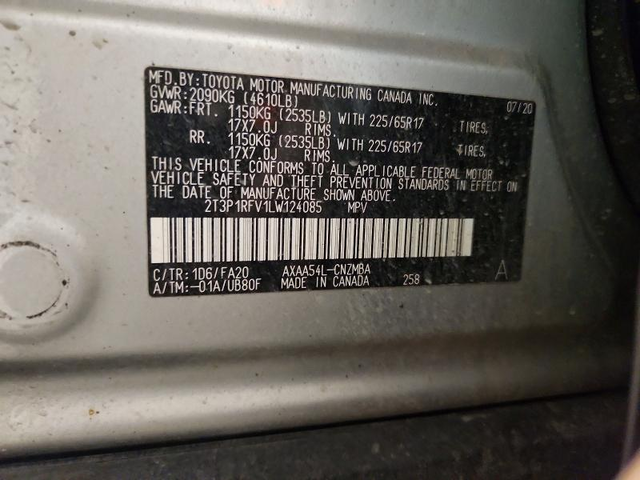 MFD.BY:TOYOTA MOTOR MANUFACTURING CANADA INC.
GVWR:2090KG (4610LB) 07/20
GAWR:FRT. 1150KG (2535LB) WITH 225/65R17 TIRES,
17X7.0J RIMS.
RR. 1150KG (2535LB) WITH 225/65R17 TIRES,
17X7.0J RIMS.
THIS VEHICLE CONFORMS TO ALL APPLICABLE FEDERAL MOTOR
VEHICLE SAFETY AND THEFT PREVENTION STANDARDS IN EFFECT ON
THE DATE OF MANUFACTURE SHOWN ABOVE.
2T3P1RFV1LW124085 MPV
C/TR:1D6/FA20 AXAA54L-CNZMBA A
A/TM:-01A/UB80F MADE IN CANADA 258